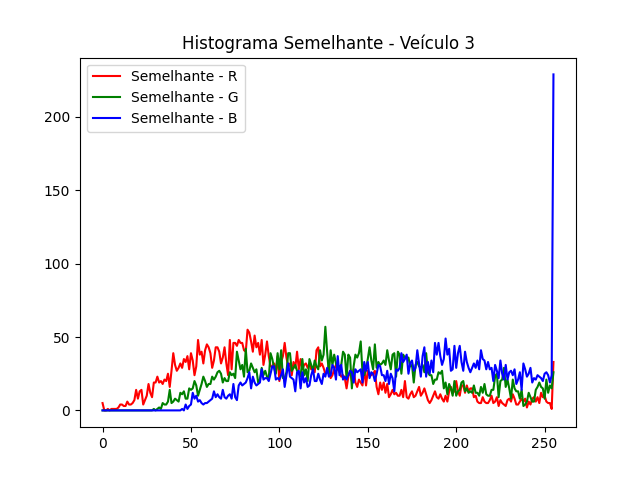 Histograma Semelhante - Veículo 3
Semelhante - R
Semelhante - G
Semelhante - B
200
150
100
50
0
0 50 100 150 200 250